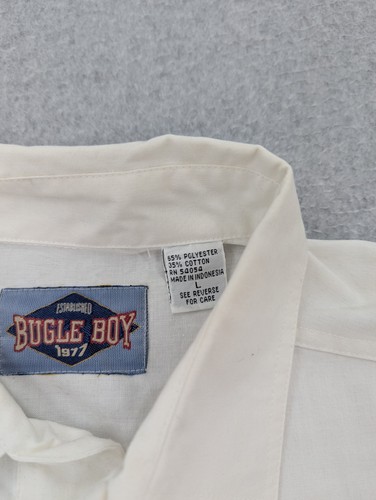 65% POLYESTER
35% COTTON
RN 54054
MADE IN INDONESIA
L
SEE REVERSE
FOR CARE
ESTABLISHED
BUGLE BOY
1977